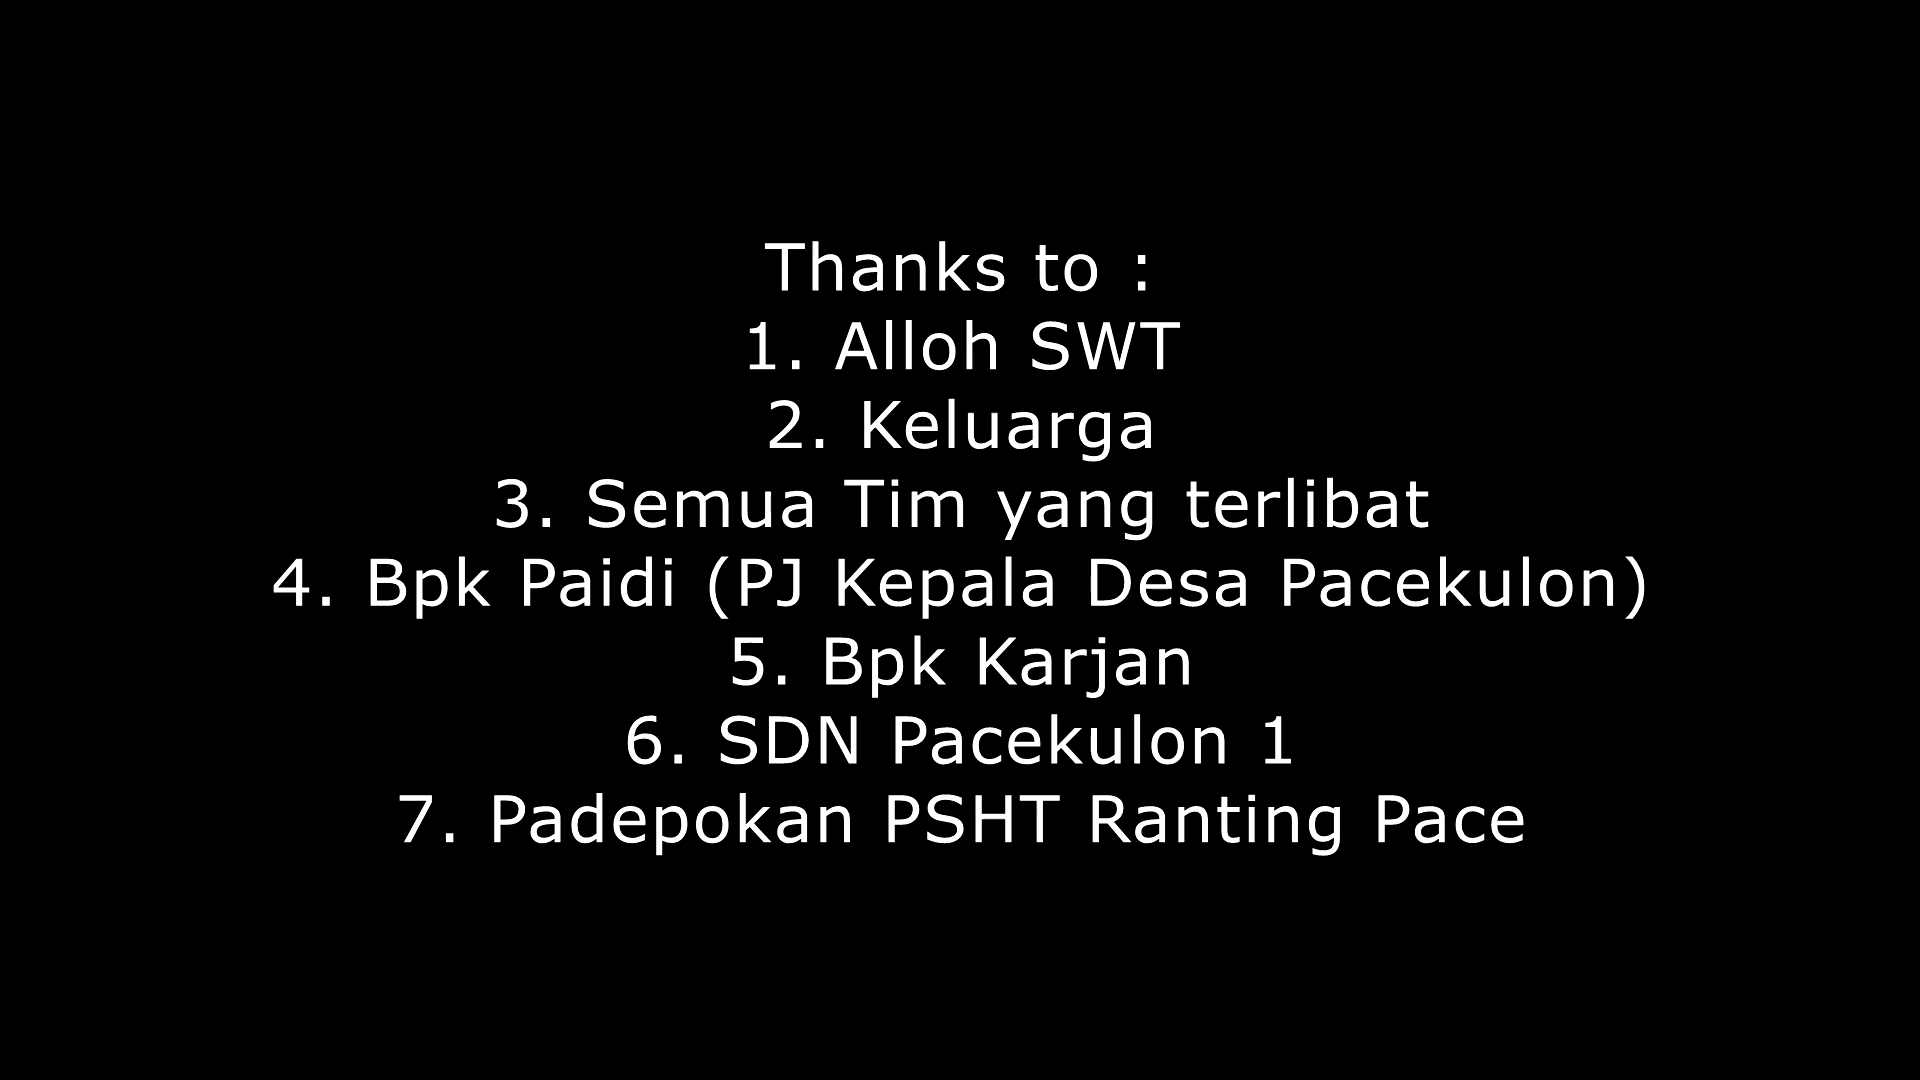 Thanks to :
1. Alloh SWT
2. Keluarga
3. Semua Tim yang terlibat
4. Bpk Paidi (PJ Kepala Desa Pacekulon)
5. Bpk Karjan
6. SDN Pacekulon 1
7. Padepokan PSHT Ranting Pace